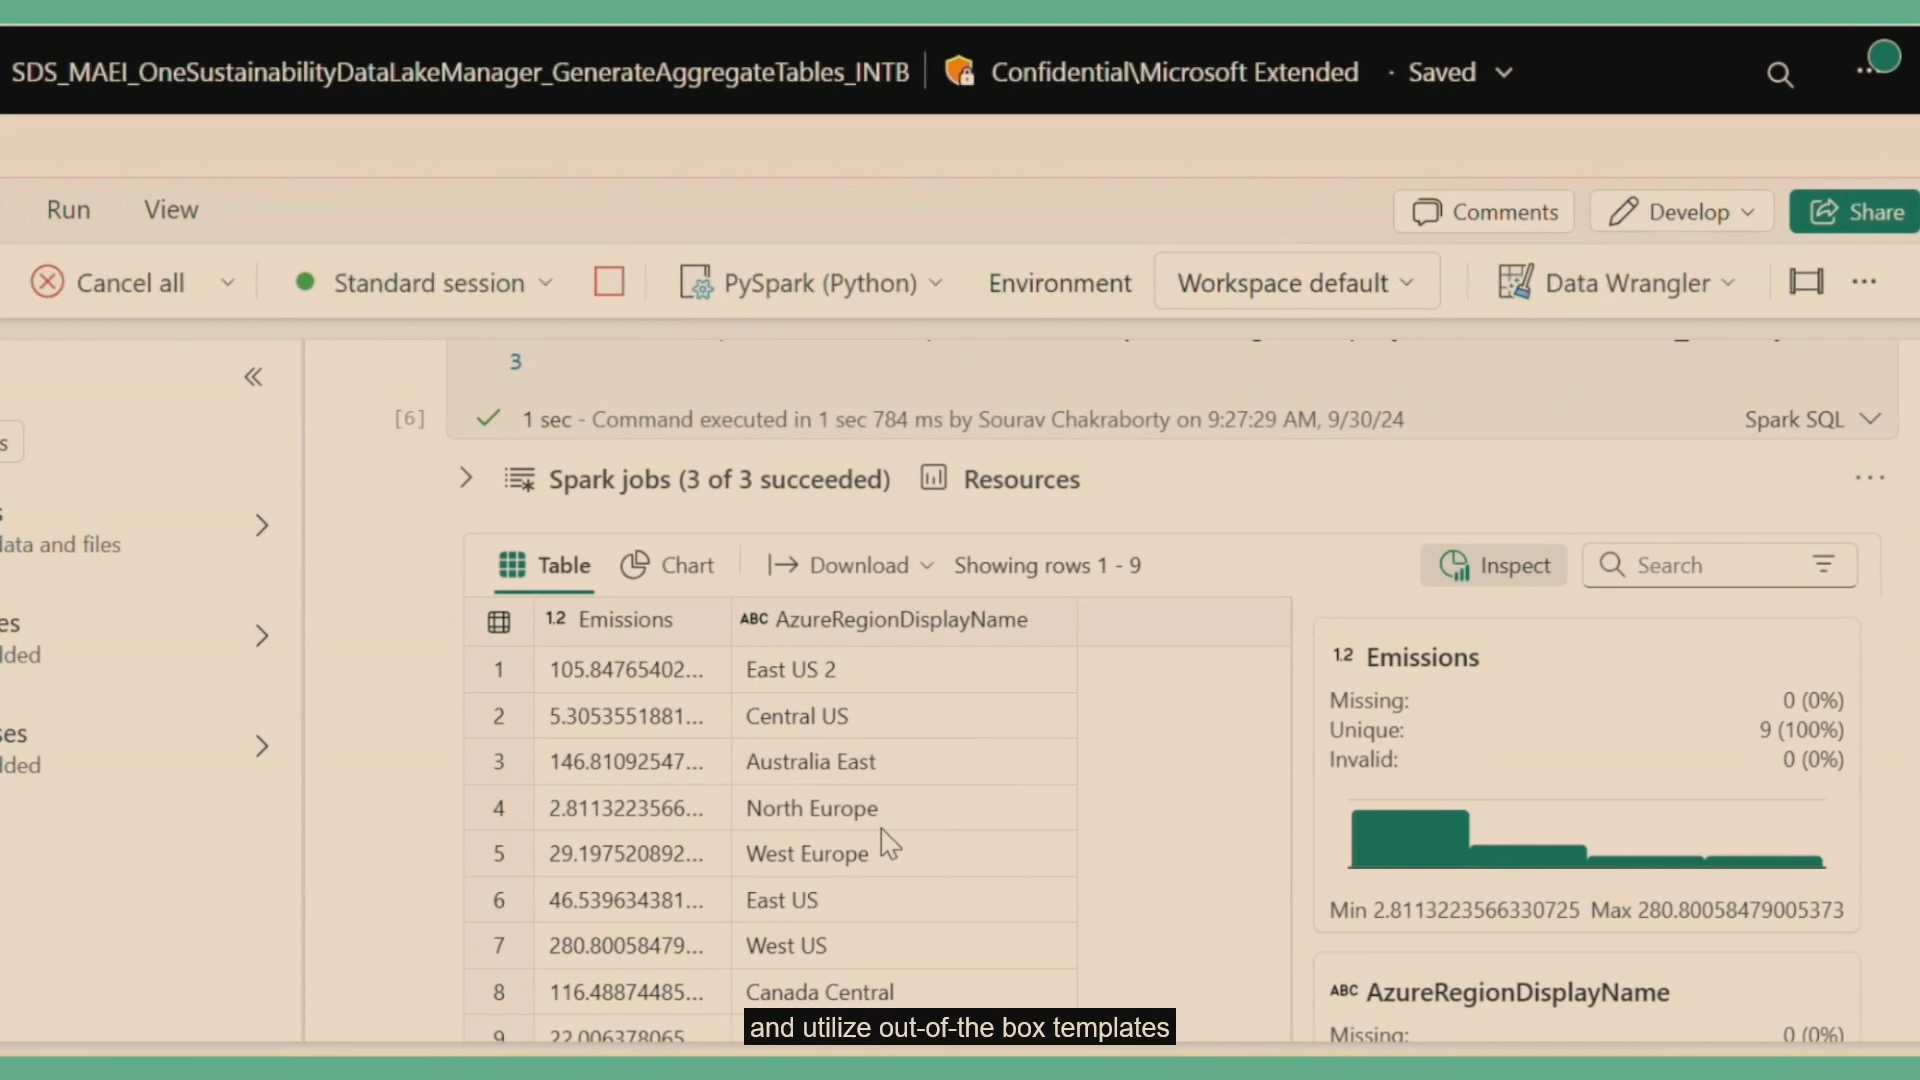 SDS_MAEI_OneSustainabilityDataLakeManager_GenerateAggregateTables_INTB
Confidential\Microsoft Extended · Saved
Run View
Comments Develop Share
Cancel all Standard session PySpark (Python) Environment Workspace default Data Wrangler ...
3
[6] 1 sec - Command executed in 1 sec 784 ms by Sourav Chakraborty on 9:27:29 AM, 9/30/24 Spark SQL
s
Spark jobs (3 of 3 succeeded) Resources ...
data and files
Table Chart Download Showing rows 1 - 9 Inspect Search
1.2 Emissions ABC AzureRegionDisplayName
1 105.84765402... East US 2
2 5.3053551881... Central US
3 146.81092547... Australia East
4 2.8113223566... North Europe
5 29.197520892... West Europe
6 46.539634381... East US
7 280.80058479... West US
8 116.48874485... Canada Central
9 22.006378065
1.2 Emissions
Missing: 0 (0%)
Unique: 9 (100%)
Invalid: 0 (0%)
Min 2.8113223566330725 Max 280.80058479005373
ABC AzureRegionDisplayName
Missing: 0 (0%)
and utilize out-of-the box templates